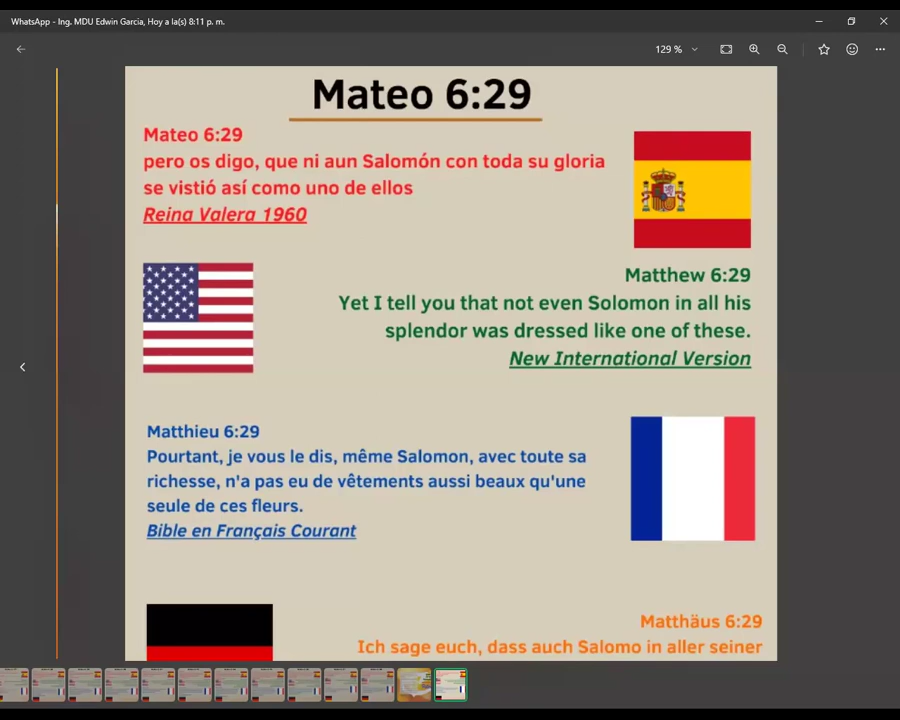 WhatsApp - Ing. MDU Edwin Garcia, Hoy a la(s) 8:11 p. m.
129 %
Mateo 6:29
Mateo 6:29
pero os digo, que ni aun Salomón con toda su gloria
se vistió así como uno de ellos
Reina Valera 1960
Matthew 6:29
Yet I tell you that not even Solomon in all his
splendor was dressed like one of these.
New International Version
Matthieu 6:29
Pourtant, je vous le dis, même Salomon, avec toute sa
richesse, n'a pas eu de vêtements aussi beaux qu'une
seule de ces fleurs.
Bible en Français Courant
Matthäus 6:29
Ich sage euch, dass auch Salomo in aller seiner